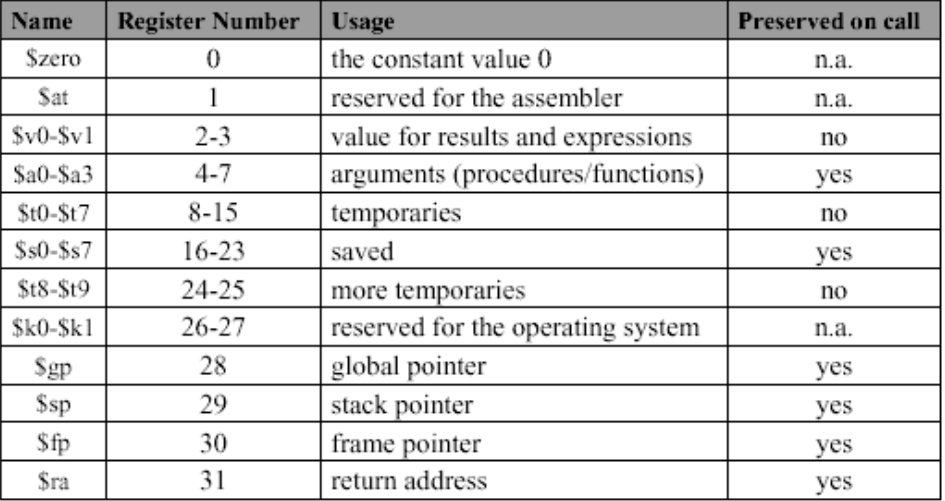 Name Register Number Usage Preserved on call
$zero 0 the constant value 0 n.a.
$at 1 reserved for the assembler n.a.
$v0-$v1 2-3 value for results and expressions no
$a0-$a3 4-7 arguments (procedures/functions) yes
$t0-$t7 8-15 temporaries no
$s0-$s7 16-23 saved yes
$t8-$t9 24-25 more temporaries no
$k0-$k1 26-27 reserved for the operating system n.a.
$gp 28 global pointer yes
$sp 29 stack pointer yes
$fp 30 frame pointer yes
$ra 31 return address yes